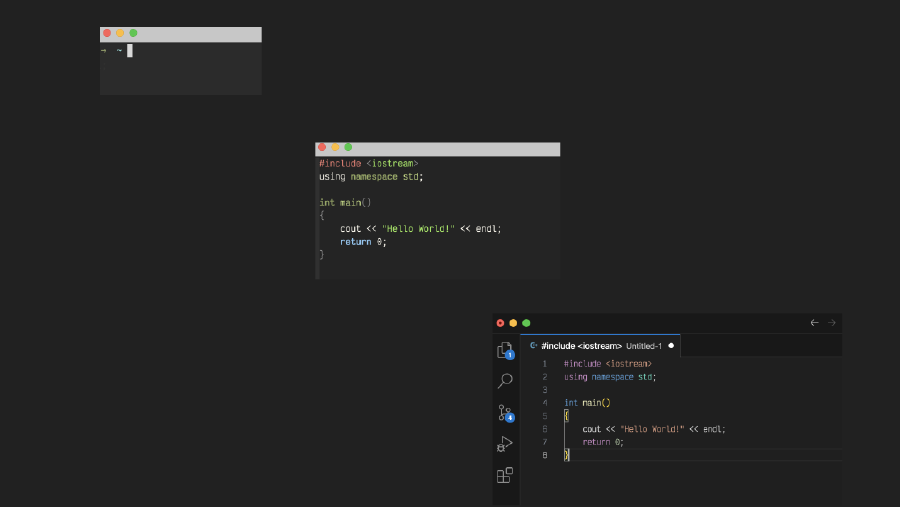 → ~
#include <iostream>
using namespace std;
int main()
{
cout << "Hello World!" << endl;
return 0;
}
#include <iostream> Untitled-1
1
4
1 #include <iostream>
2 using namespace std;
3
4 int main()
5 {
6 cout << "Hello World!" << endl;
7 return 0;
8 }